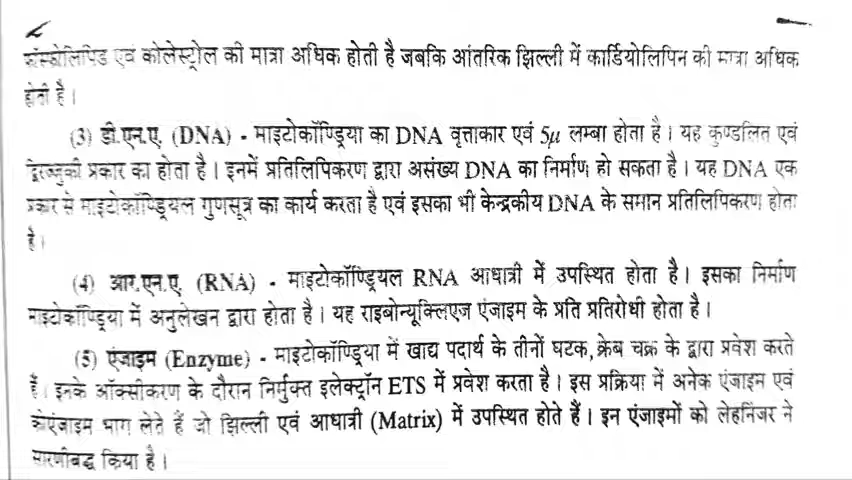 फॉस्फोलिपिड एवं कोलेस्ट्रोल की मात्रा अधिक होती है जबकि आंतरिक झिल्ली में कार्डियोलिपिन की मात्रा अधिक
होती है ।
(3) डी.एन.ए. (DNA) - माइटोकॉण्ड्रिया का DNA वृत्ताकार एवं 5μ लम्बा होता है । यह कुण्डलित एवं
द्विरज्जुकी प्रकार का होता है । इनमें प्रतिलिपिकरण द्वारा असंख्य DNA का निर्माण हो सकता है । यह DNA एक
प्रकार से माइटोकॉण्ड्रियल गुणसूत्र का कार्य करता है एवं इसका भी केन्द्रकीय DNA के समान प्रतिलिपिकरण होता
है ।
(4) आर.एन.ए. (RNA) - माइटोकॉण्ड्रियल RNA आधात्री में उपस्थित होता है । इसका निर्माण
माइटोकॉण्ड्रिया में अनुलेखन द्वारा होता है । यह राइबोन्यूक्लिएज एंजाइम के प्रति प्रतिरोधी होता है ।
(5) एंजाइम (Enzyme) - माइटोकॉण्ड्रिया में खाद्य पदार्थ के तीनों घटक, क्रेब चक्र के द्वारा प्रवेश करते
हैं । इनके ऑक्सीकरण के दौरान निर्मुक्त इलेक्ट्रॉन ETS में प्रवेश करता है । इस प्रक्रिया में अनेक एंजाइम एवं
कोएंजाइम भाग लेते हैं जो झिल्ली एवं आधात्री (Matrix) में उपस्थित होते हैं । इन एंजाइमों को लेहनिंजर ने
सारणीबद्ध किया है ।